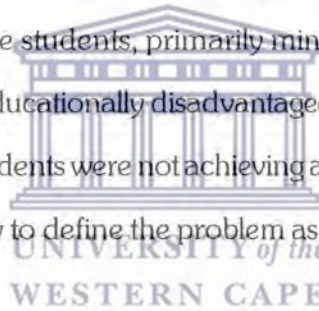 e students, primarily min
ducationally disadvantage
dents were not achieving a
to define the problem as
UNIVERSITY of the
WESTERN CAPE